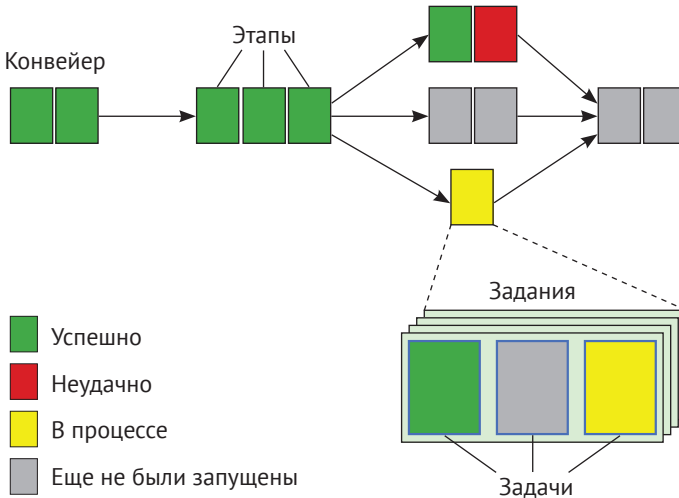 Этапы
Конвейер
Задания
Успешно
Неудачно
В процессе
Еще не были запущены
Задачи